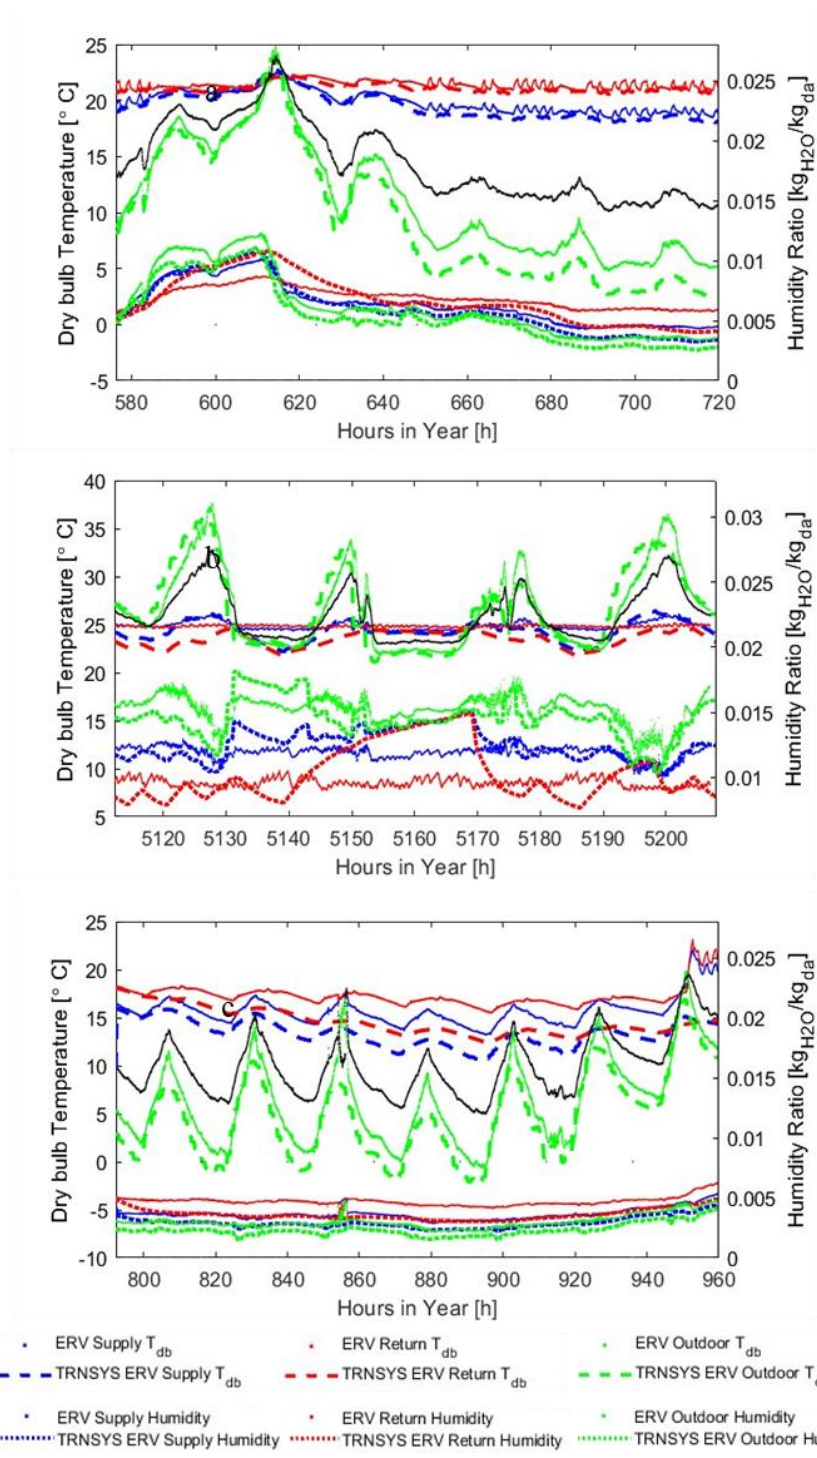 25
20
15
10
5
0
-5
0.025
0.02
0.015
0.01
0.005
0
a
Dry bulb Temperature [° C]
Humidity Ratio [kgH2O/kgda]
580 600 620 640 660 680 700 720
Hours in Year [h]
40
35
30
25
20
15
10
5
0.03
0.025
0.02
0.015
0.01
b
Dry bulb Temperature [° C]
Humidity Ratio [kgH2O/kgda]
5120 5130 5140 5150 5160 5170 5180 5190 5200
Hours in Year [h]
25
20
15
10
5
0
-5
-10
0.025
0.02
0.015
0.01
0.005
0
c
Dry bulb Temperature [° C]
Humidity Ratio [kgH2O/kgda]
800 820 840 860 880 900 920 940 960
Hours in Year [h]
ERV Supply Tdb ERV Return Tdb ERV Outdoor Tdb
TRNSYS ERV Supply Tdb TRNSYS ERV Return Tdb TRNSYS ERV Outdoor T
ERV Supply Humidity ERV Return Humidity ERV Outdoor Humidity
TRNSYS ERV Supply Humidity TRNSYS ERV Return Humidity TRNSYS ERV Outdoor Hu